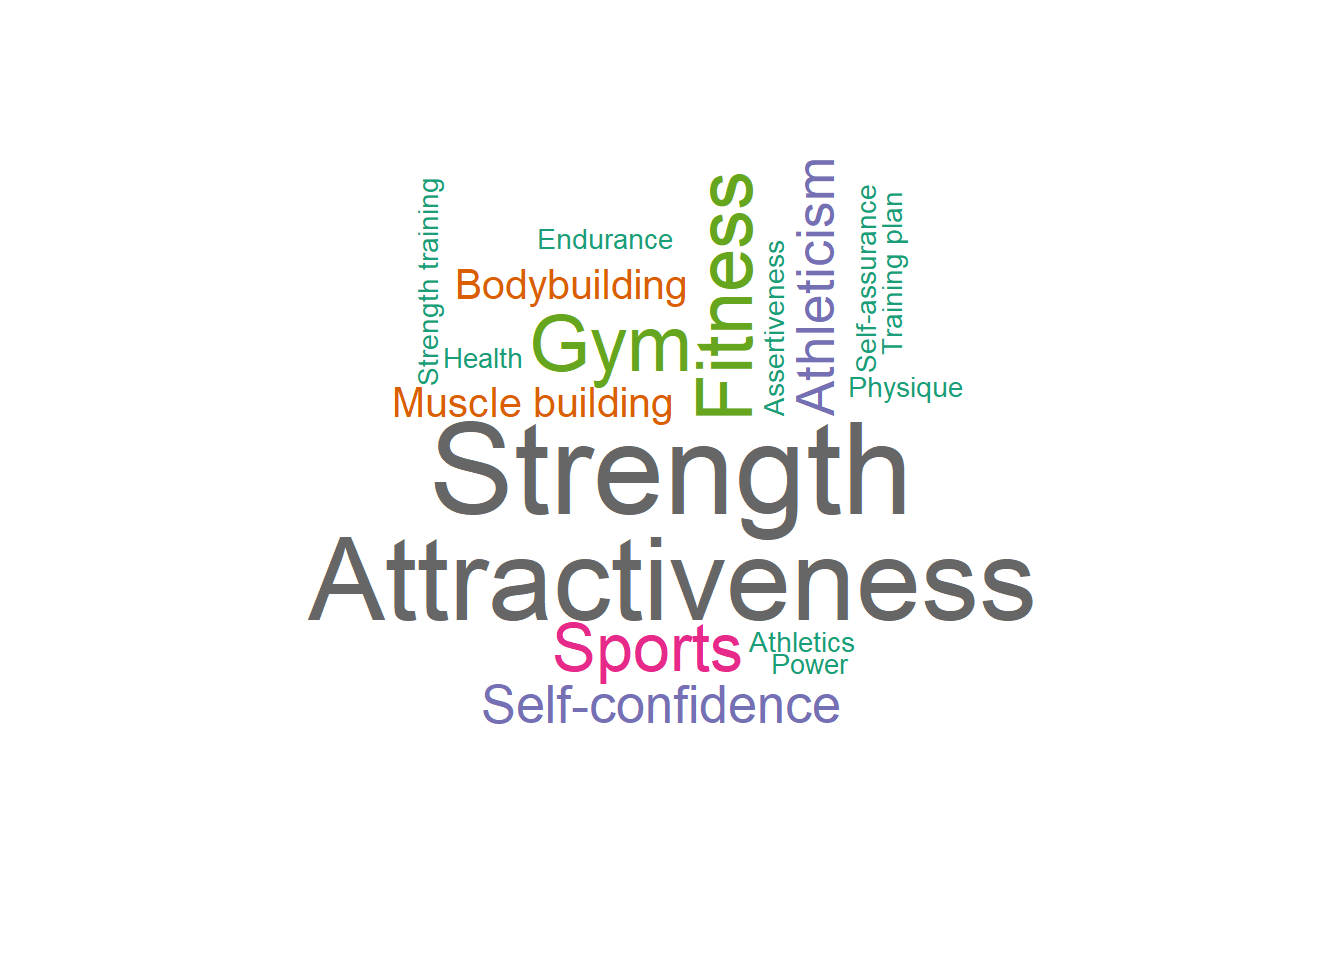 Strength training
Endurance
Bodybuilding
Gym
Health
Muscle building
Fitness
Assertiveness
Athleticism
Self-assurance
Training plan
Physique
Strength
Attractiveness
Sports
Athletics
Power
Self-confidence